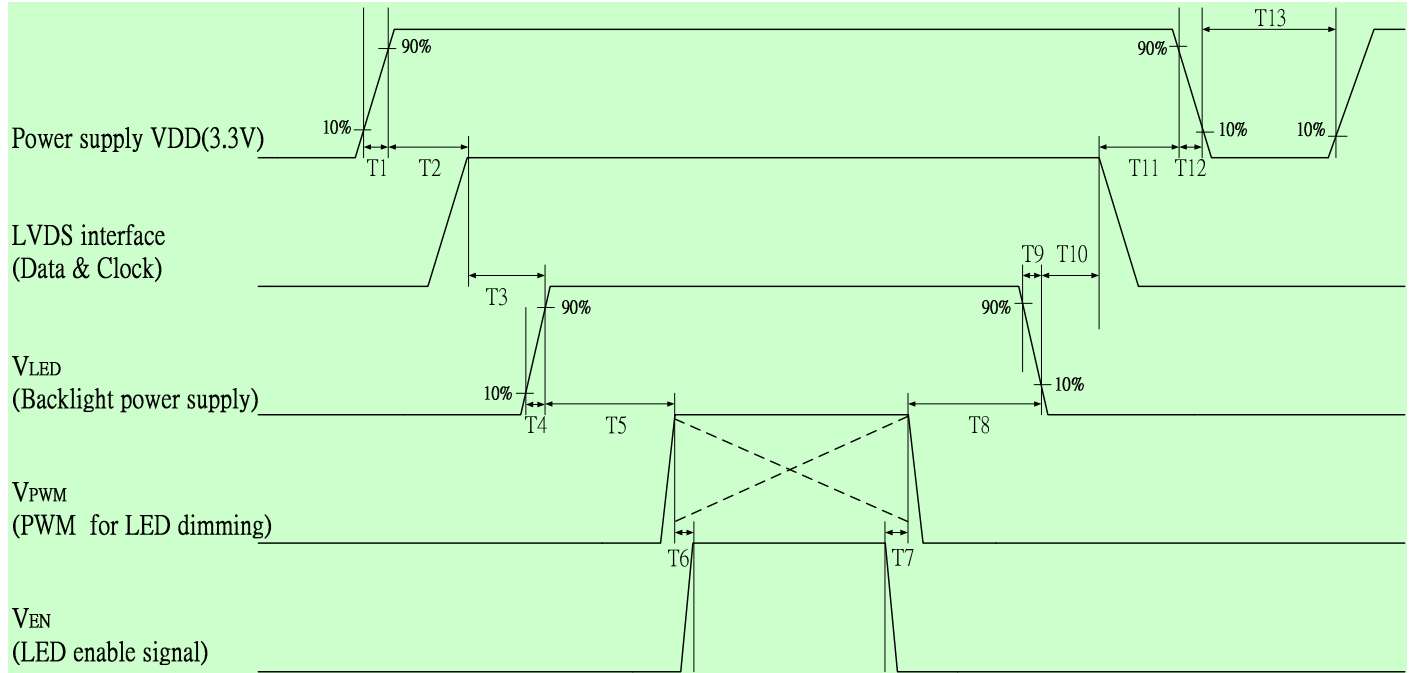 T13
90%
90%
10%
10%
10%
Power supply VDD(3.3V)
T1
T2
T11
T12
LVDS interface
(Data & Clock)
T9
T10
T3
90%
90%
VLED
(Backlight power supply)
10%
10%
T4
T5
T8
VPWM
(PWM for LED dimming)
T6
T7
VEN
(LED enable signal)